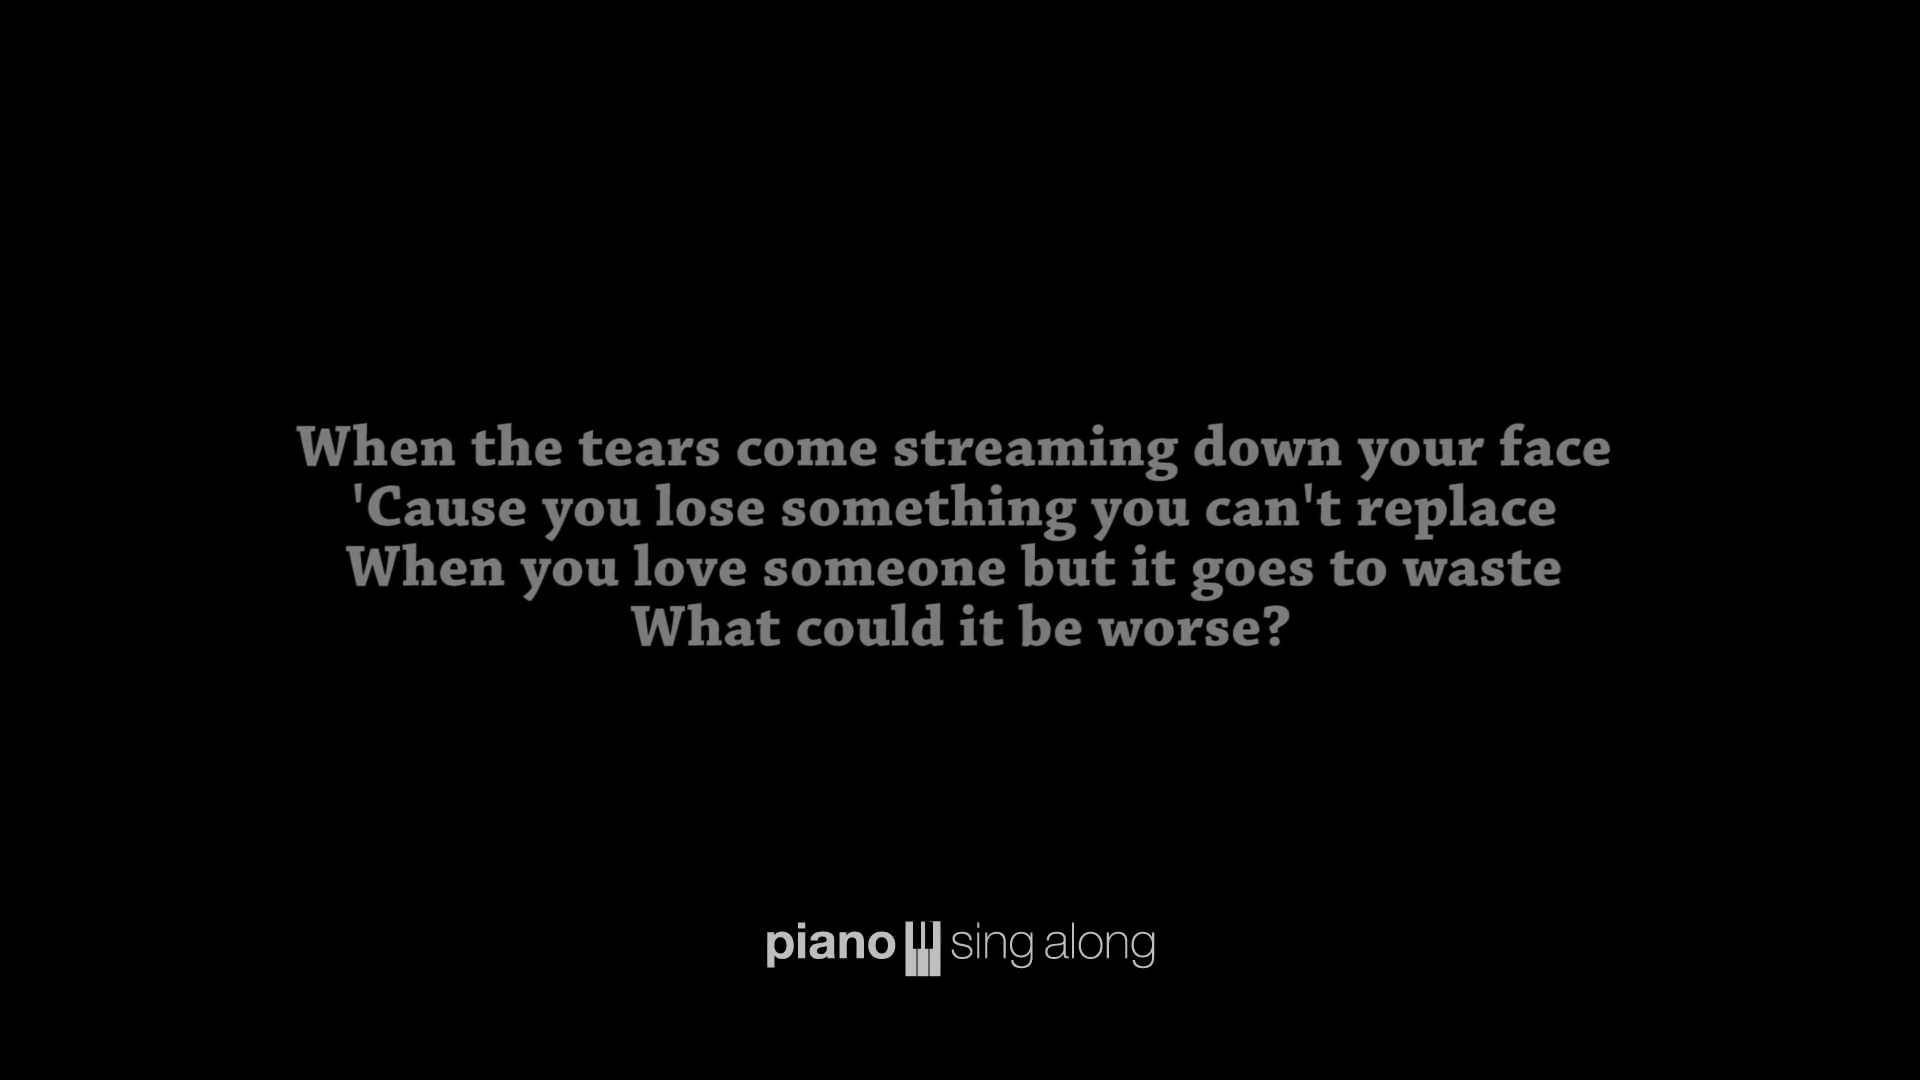 When the tears come streaming down your face
'Cause you lose something you can't replace
When you love someone but it goes to waste
What could it be worse?
piano sing along